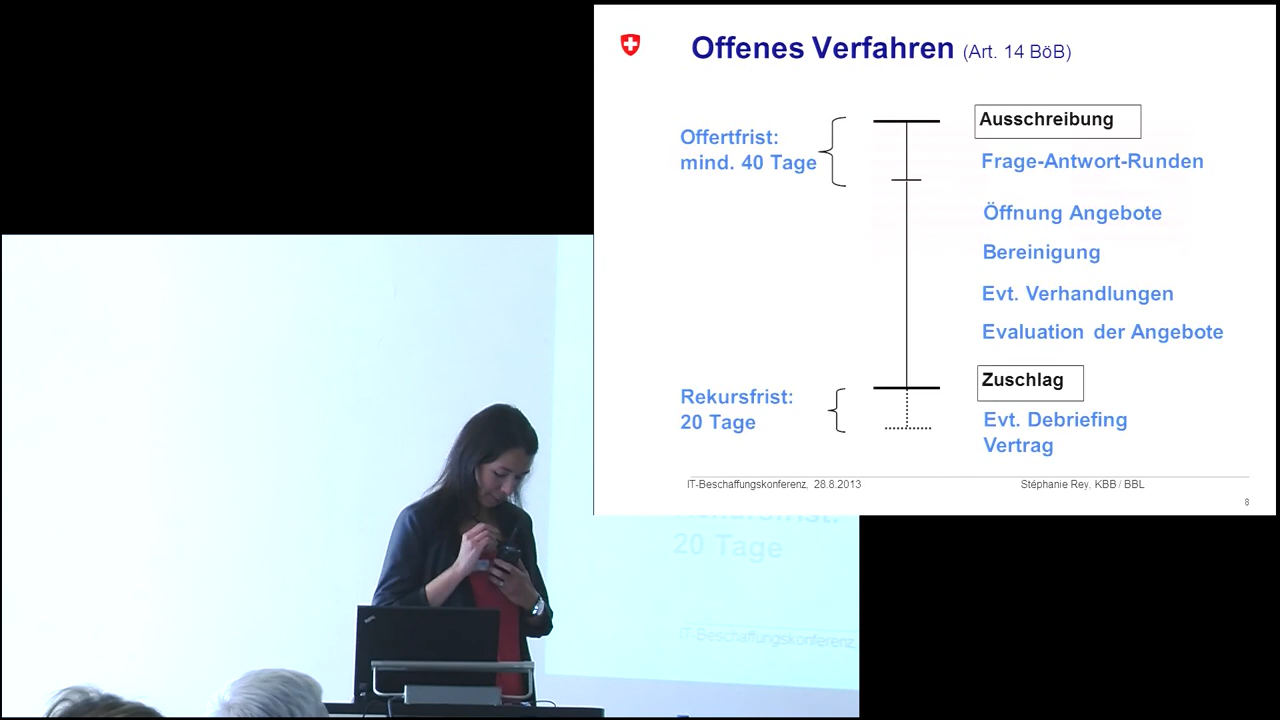 Offenes Verfahren (Art. 14 BöB)
Offertfrist:
mind. 40 Tage
Ausschreibung
Frage-Antwort-Runden
Öffnung Angebote
Bereinigung
Evt. Verhandlungen
Evaluation der Angebote
Zuschlag
Rekursfrist:
20 Tage
Evt. Debriefing
Vertrag
IT-Beschaffungskonferenz, 28.8.2013
Stéphanie Rey, KBB / BBL
8
Rekursfrist:
20 Tage
IT-Beschaffungskonferenz,